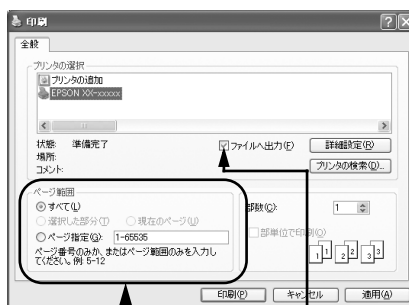 印刷
全般
プリンタの選択
プリンタの追加
EPSON XX-xxxxx
状態: 準備完了
場所:
コメント:
ファイルへ出力(F)
詳細設定(R)
プリンタの検索(D)...
ページ範囲
すべて(L)
選択した部分(T) 現在のページ(U)
ページ指定(G): 1-65535
ページ番号のみか、またはページ範囲のみを入力し
てください。例 5-12
部数(C): 1
部単位で印刷(O)
1 1 2 2 3 3
印刷(P) キャンセル 適用(A)